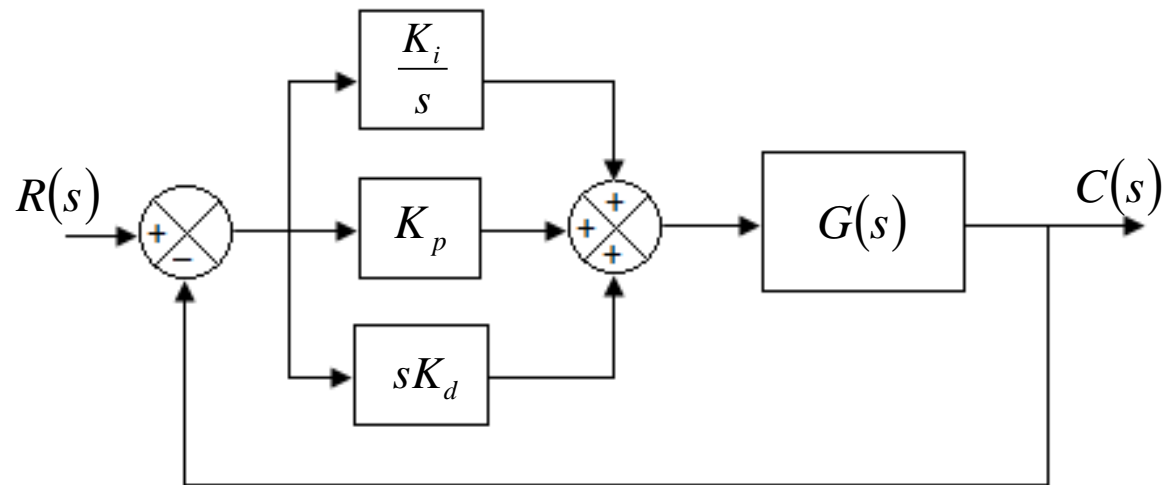 K_i
s
R(s)
+
−
K_p
+
+
+
G(s)
C(s)
sK_d